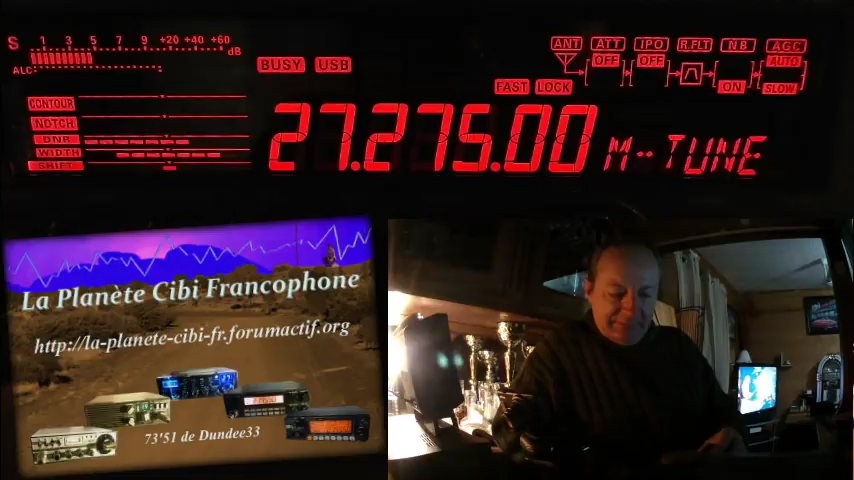 S 1 3 5 7 9 +20 +40 +60 dB
ALC
BUSY USB
ANT ATT IPO R.FLT NB AGC
OFF OFF AUTO
ON SLOW
FAST LOCK
CONTOUR
NOTCH
DNR
WIDTH
SHIFT
27.275.00 M-TUNE
La Planète Cibi Francophone
http://la-planete-cibi-fr.forumactif.org
73'51 de Dundee33